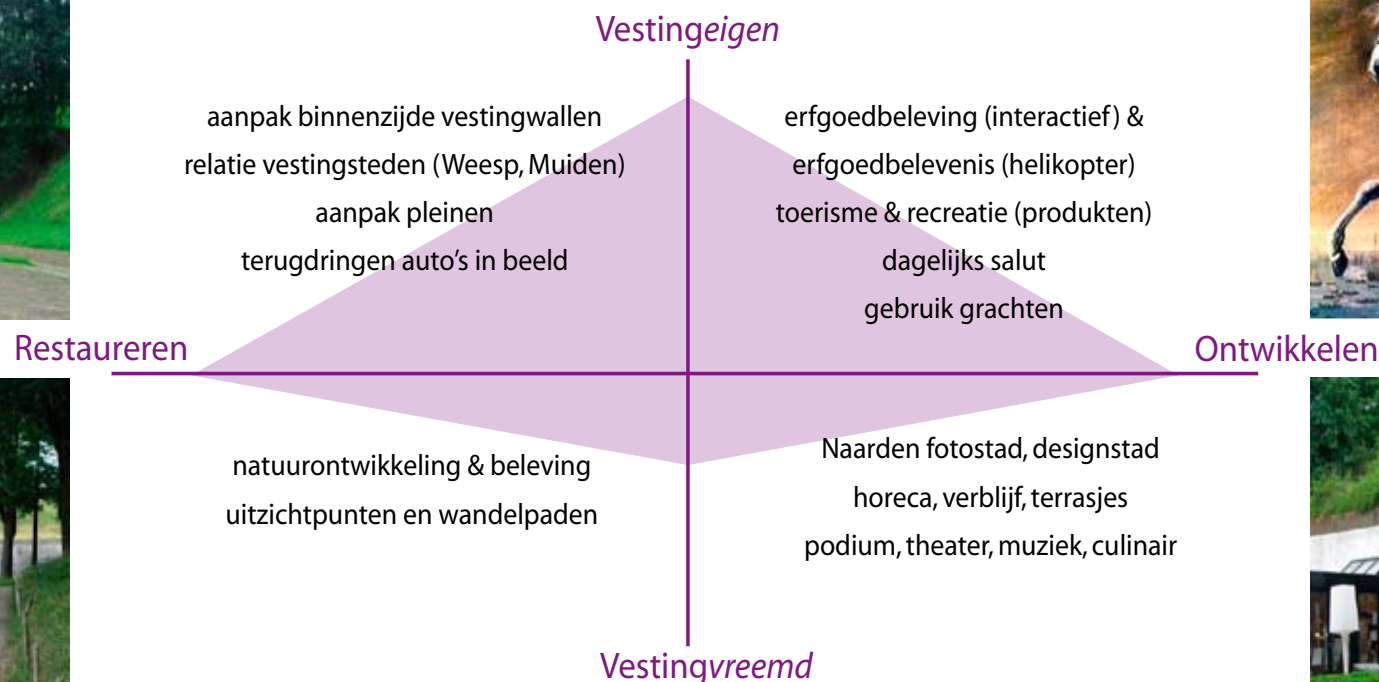 Vestingeigen
aanpak binnenzijde vestingwallen
relatie vestingsteden (Weesp, Muiden)
aanpak pleinen
terugdringen auto's in beeld
erfgoedbeleving (interactief) &
erfgoedbelevenis (helikopter)
toerisme & recreatie (produkten)
dagelijks salut
gebruik grachten
Restaureren
Ontwikkelen
natuurontwikkeling & beleving
uitzichtpunten en wandelpaden
Naarden fotostad, designstad
horeca, verblijf, terrasjes
podium, theater, muziek, culinair
Vestingvreemd